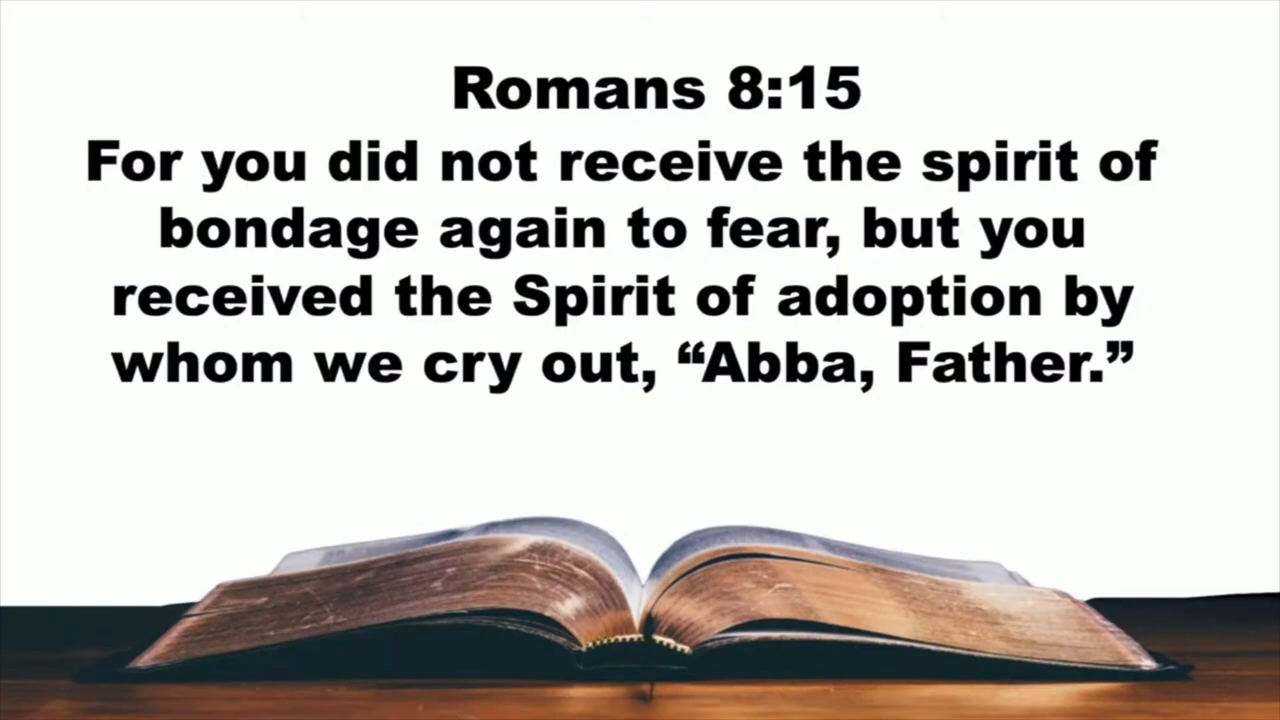 Romans 8:15
For you did not receive the spirit of
bondage again to fear, but you
received the Spirit of adoption by
whom we cry out, “Abba, Father.”